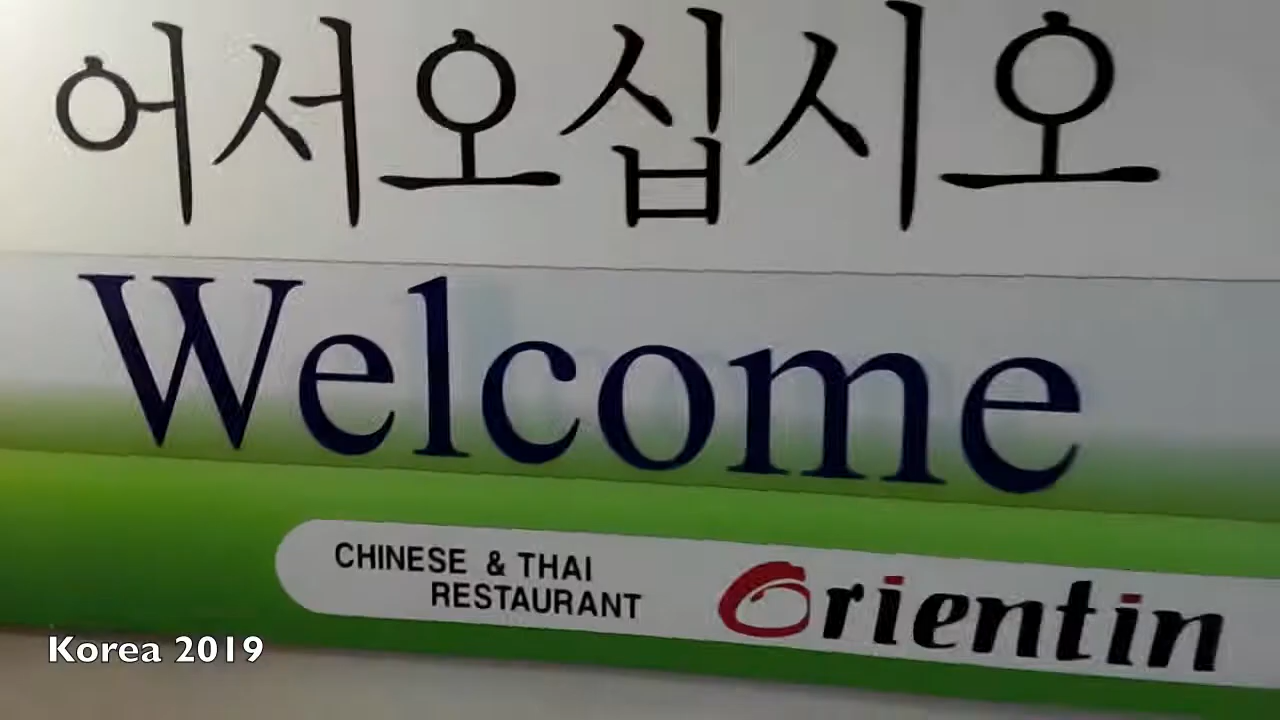 어서오십시오
Welcome
CHINESE & THAI
RESTAURANT
Orientin
Korea 2019